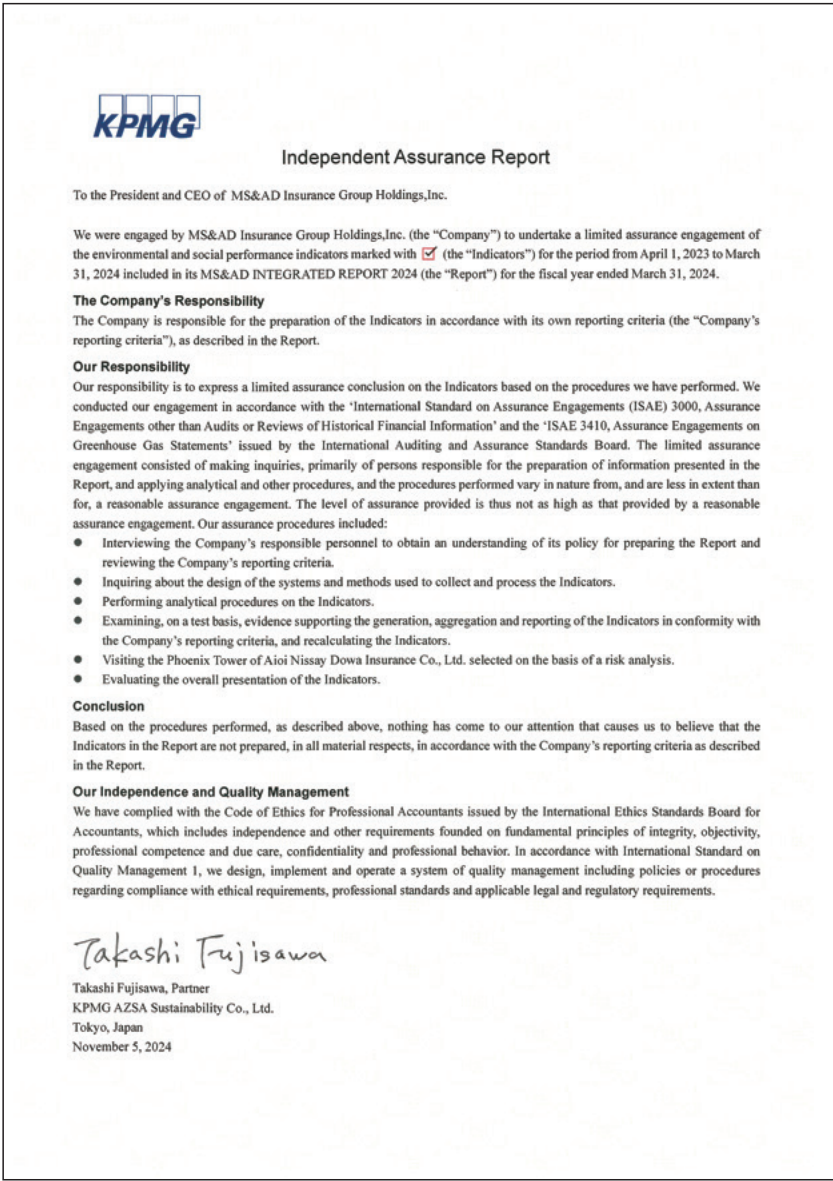 KPMG
Independent Assurance Report
To the President and CEO of MS&AD Insurance Group Holdings,Inc.
We were engaged by MS&AD Insurance Group Holdings,Inc. (the “Company”) to undertake a limited assurance engagement of
the environmental and social performance indicators marked with ☑ (the “Indicators”) for the period from April 1, 2023 to March
31, 2024 included in its MS&AD INTEGRATED REPORT 2024 (the “Report”) for the fiscal year ended March 31, 2024.
The Company’s Responsibility
The Company is responsible for the preparation of the Indicators in accordance with its own reporting criteria (the “Company’s
reporting criteria”), as described in the Report.
Our Responsibility
Our responsibility is to express a limited assurance conclusion on the Indicators based on the procedures we have performed. We
conducted our engagement in accordance with the ‘International Standard on Assurance Engagements (ISAE) 3000, Assurance
Engagements other than Audits or Reviews of Historical Financial Information’ and the ‘ISAE 3410, Assurance Engagements on
Greenhouse Gas Statements’ issued by the International Auditing and Assurance Standards Board. The limited assurance
engagement consisted of making inquiries, primarily of persons responsible for the preparation of information presented in the
Report, and applying analytical and other procedures, and the procedures performed vary in nature from, and are less in extent than
for, a reasonable assurance engagement. The level of assurance provided is thus not as high as that provided by a reasonable
assurance engagement. Our assurance procedures included:
● Interviewing the Company’s responsible personnel to obtain an understanding of its policy for preparing the Report and
reviewing the Company’s reporting criteria.
● Inquiring about the design of the systems and methods used to collect and process the Indicators.
● Performing analytical procedures on the Indicators.
● Examining, on a test basis, evidence supporting the generation, aggregation and reporting of the Indicators in conformity with
the Company’s reporting criteria, and recalculating the Indicators.
● Visiting the Phoenix Tower of Aioi Nissay Dowa Insurance Co., Ltd. selected on the basis of a risk analysis.
● Evaluating the overall presentation of the Indicators.
Conclusion
Based on the procedures performed, as described above, nothing has come to our attention that causes us to believe that the
Indicators in the Report are not prepared, in all material respects, in accordance with the Company’s reporting criteria as described
in the Report.
Our Independence and Quality Management
We have complied with the Code of Ethics for Professional Accountants issued by the International Ethics Standards Board for
Accountants, which includes independence and other requirements founded on fundamental principles of integrity, objectivity,
professional competence and due care, confidentiality and professional behavior. In accordance with International Standard on
Quality Management 1, we design, implement and operate a system of quality management including policies or procedures
regarding compliance with ethical requirements, professional standards and applicable legal and regulatory requirements.
Takashi Fujisawa
Takashi Fujisawa, Partner
KPMG AZSA Sustainability Co., Ltd.
Tokyo, Japan
November 5, 2024